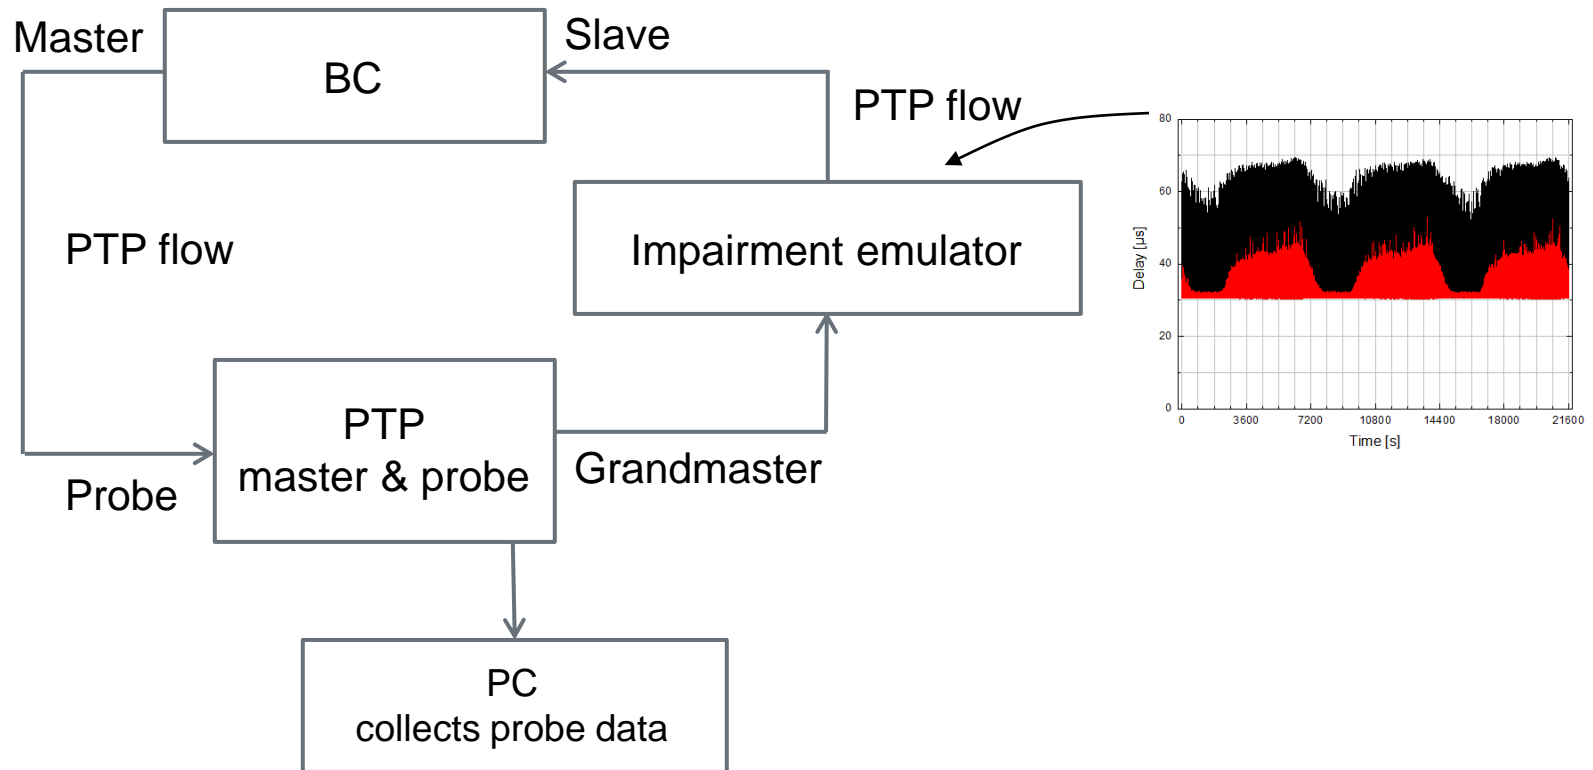 Master
Slave
BC
PTP flow
PTP flow
Impairment emulator
PTP
master & probe
Grandmaster
Probe
PC
collects probe data
80
60
40
20
0
Delay [µs]
0 3600 7200 10800 14400 18000 21600
Time [s]